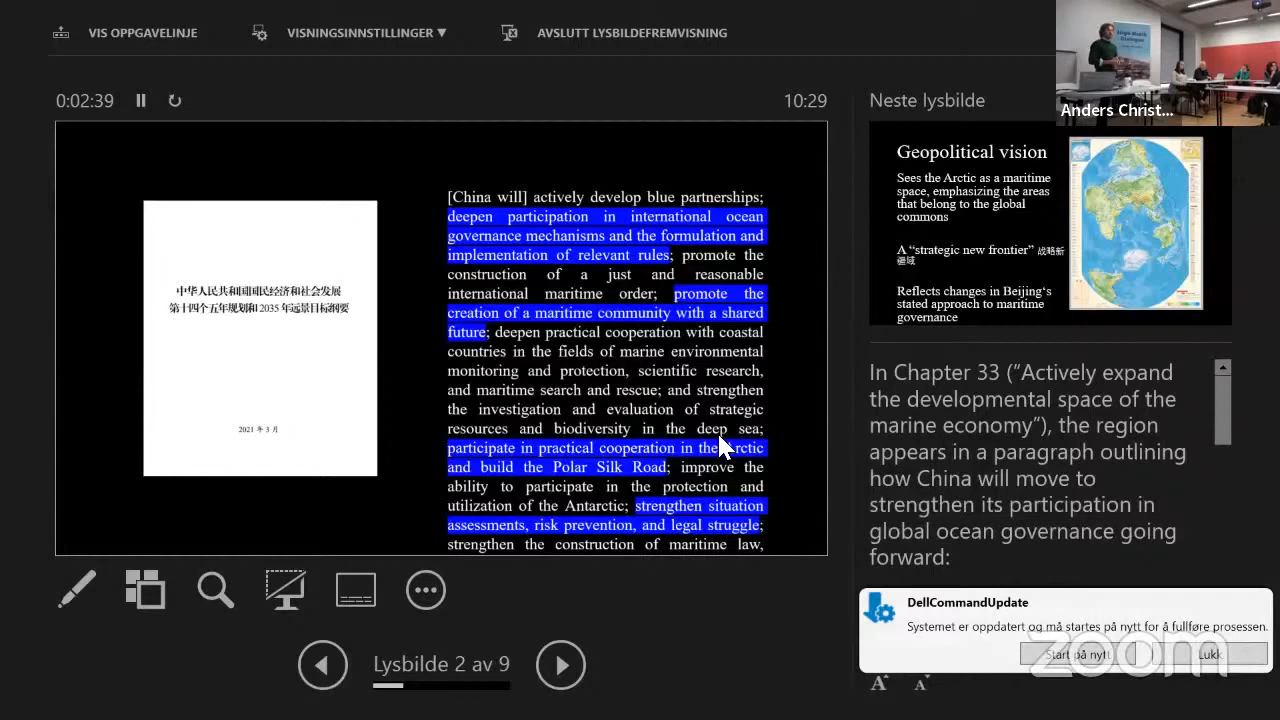 VIS OPPGAVELINJE
VISNINGSINNSTILLINGER ▼
AVSLUTT LYSBILDEFREMVISNING
Anders Christ...
0:02:39
10:29
Neste lysbilde
中华人民共和国国民经济和社会发展
第十四个五年规划和 2035 年远景目标纲要
2021 年 3 月
[China will] actively develop blue partnerships;
deepen participation in international ocean
governance mechanisms and the formulation and
implementation of relevant rules; promote the
construction of a just and reasonable
international maritime order; promote the
creation of a maritime community with a shared
future; deepen practical cooperation with coastal
countries in the fields of marine environmental
monitoring and protection, scientific research,
and maritime search and rescue; and strengthen
the investigation and evaluation of strategic
resources and biodiversity in the deep sea;
participate in practical cooperation in the Arctic
and build the Polar Silk Road; improve the
ability to participate in the protection and
utilization of the Antarctic; strengthen situation
assessments, risk prevention, and legal struggle;
strengthen the construction of maritime law,
Geopolitical vision
Sees the Arctic as a maritime
space, emphasizing the areas
that belong to the global
commons
A “strategic new frontier” 战略新
疆域
Reflects changes in Beijing‘s
stated approach to maritime
governance
In Chapter 33 (“Actively expand
the developmental space of the
marine economy”), the region
appears in a paragraph outlining
how China will move to
strengthen its participation in
global ocean governance going
forward:
DellCommandUpdate
Systemet er oppdatert og må startes på nytt for å fullføre prosessen.
Start på nytt
Lukk
zoom
Lysbilde 2 av 9
A A